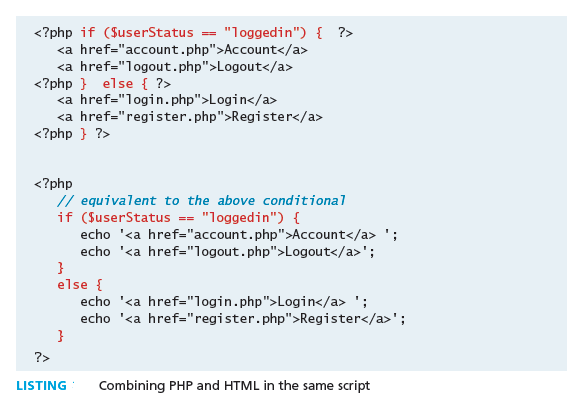 <?php if ($userStatus == "loggedin") {  ?>
   <a href="account.php">Account</a>
   <a href="logout.php">Logout</a>
<?php }  else { ?>
   <a href="login.php">Login</a>
   <a href="register.php">Register</a>
<?php } ?>
<?php
   // equivalent to the above conditional
   if ($userStatus == "loggedin") {
      echo '<a href="account.php">Account</a> ';
      echo '<a href="logout.php">Logout</a>';
   }
   else {
      echo '<a href="login.php">Login</a> ';
      echo '<a href="register.php">Register</a>';
   }
?>
LISTING Combining PHP and HTML in the same script